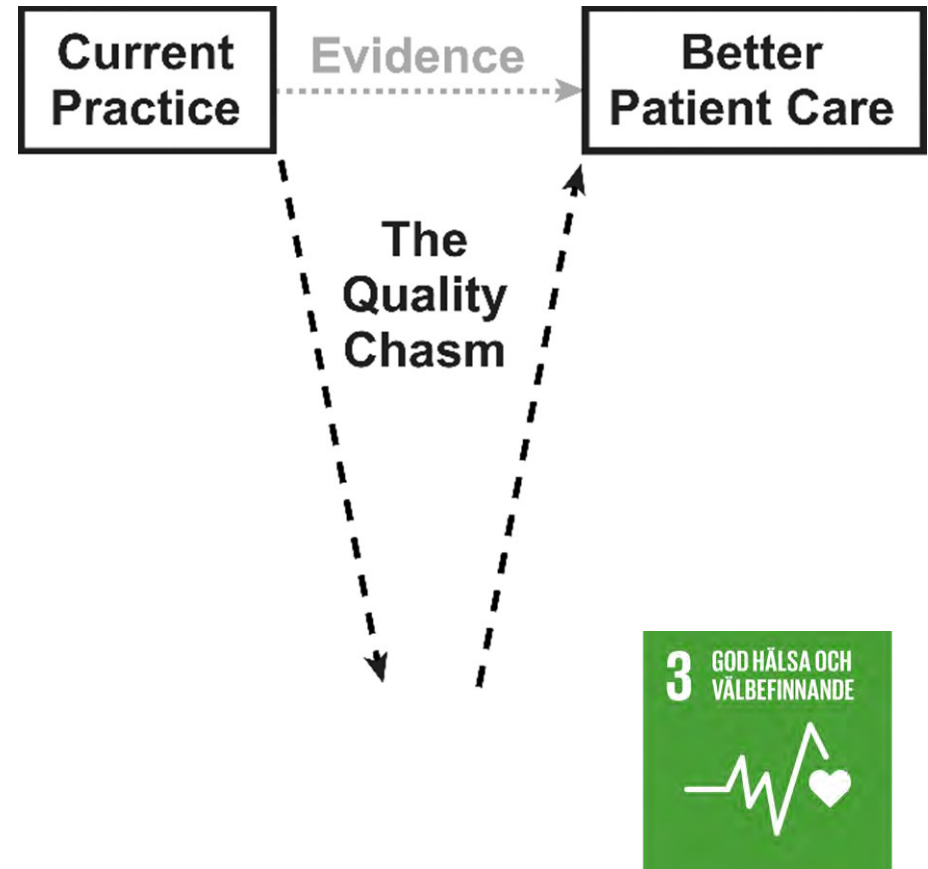 Current
Practice
Evidence
Better
Patient Care
The
Quality
Chasm
3
GOD HÄLSA OCH
VÄLBEFINNANDE